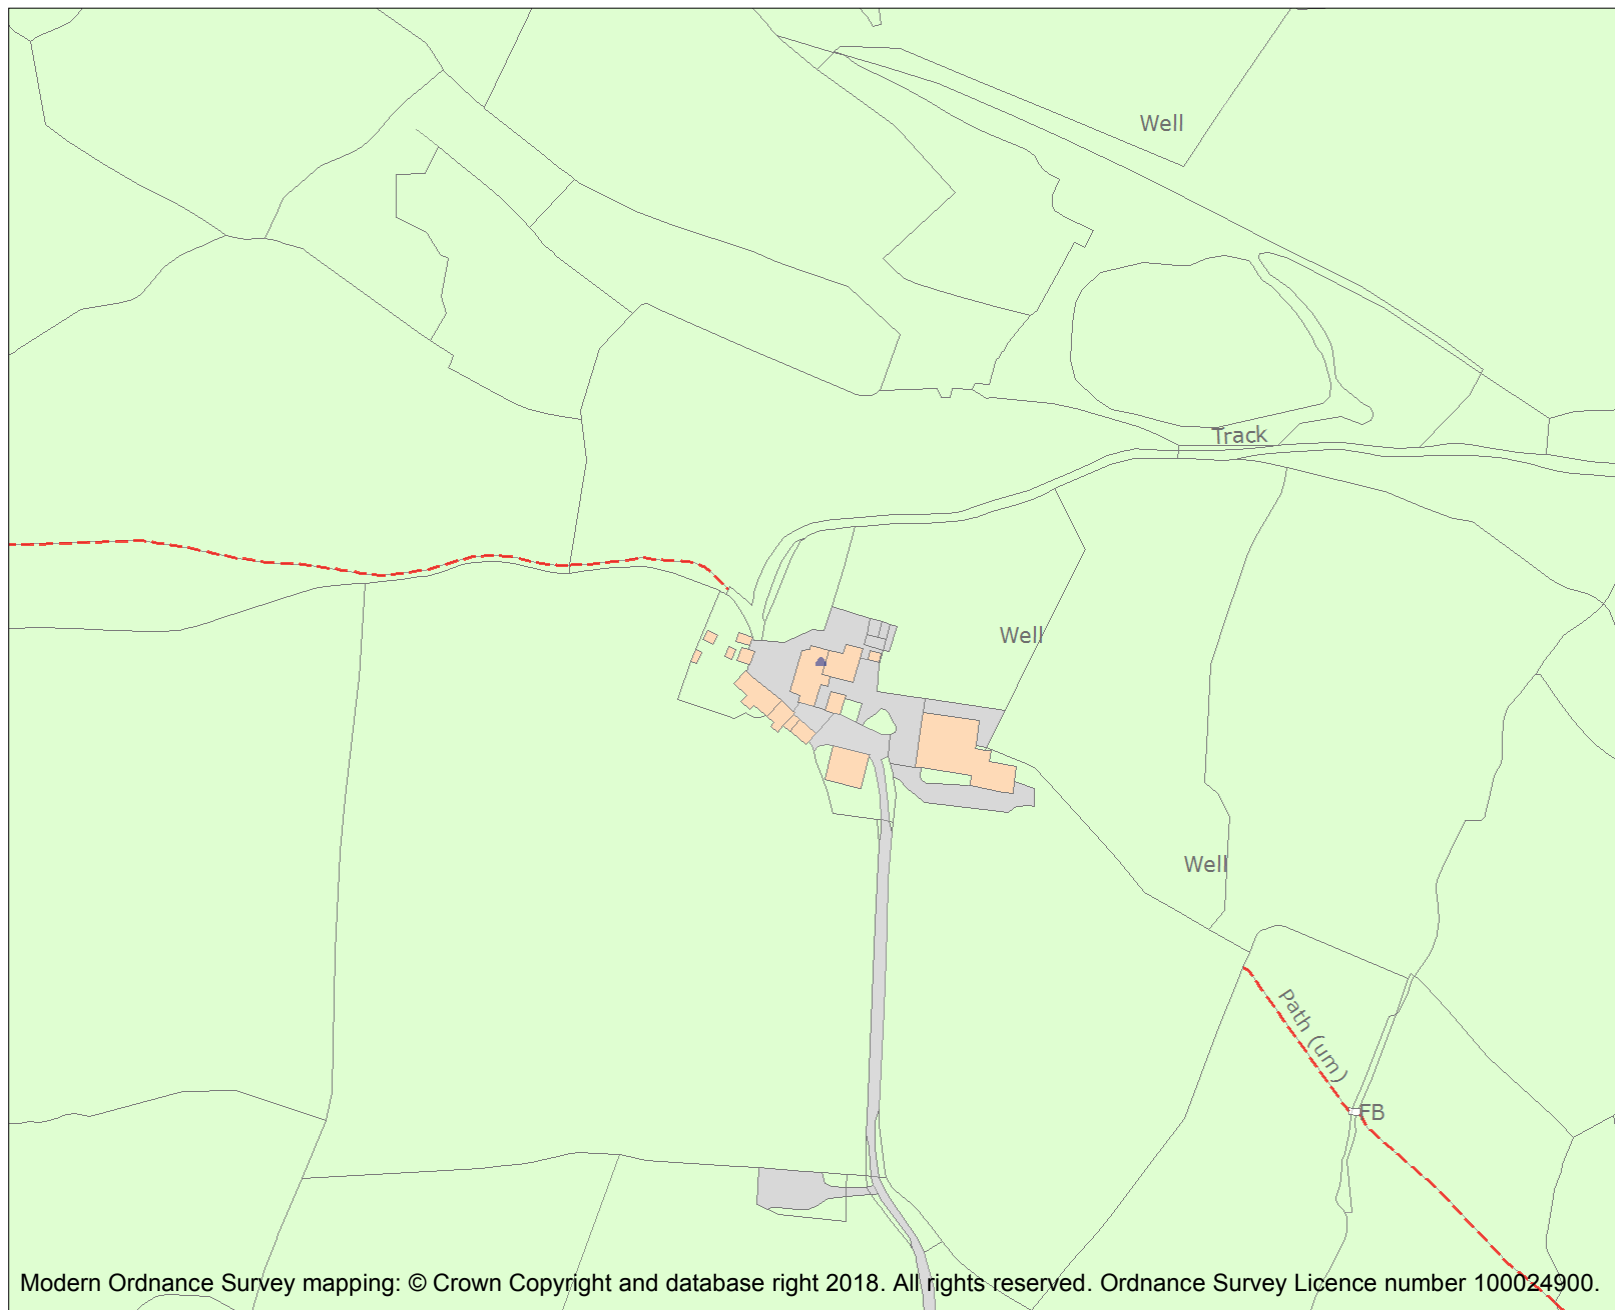 Well
Track
Well
Well
Path (um)
FB
Modern Ordnance Survey mapping: © Crown Copyright and database right 2018. All rights reserved. Ordnance Survey Licence number 100024900.